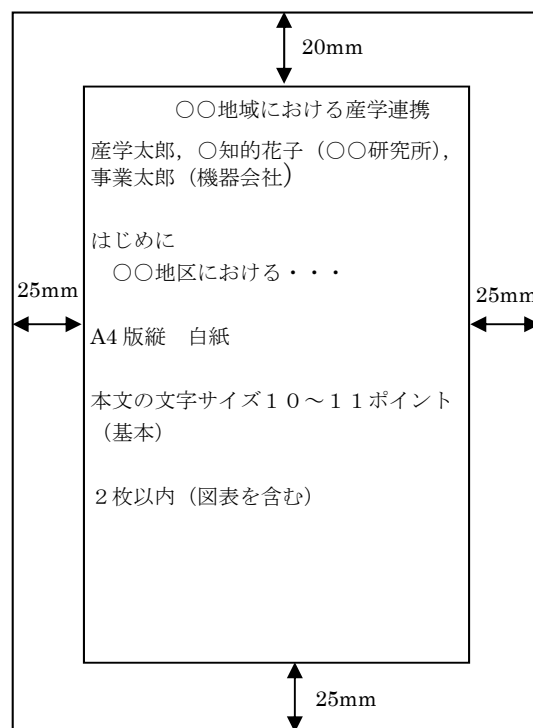 20mm
○○地域における産学連携
産学太郎，○知的花子（○○研究所），
事業太郎（機器会社）
はじめに
○○地区における・・・
25mm
25mm
A4 版縦　白紙
本文の文字サイズ１０～１１ポイント
（基本）
２枚以内（図表を含む）
25mm